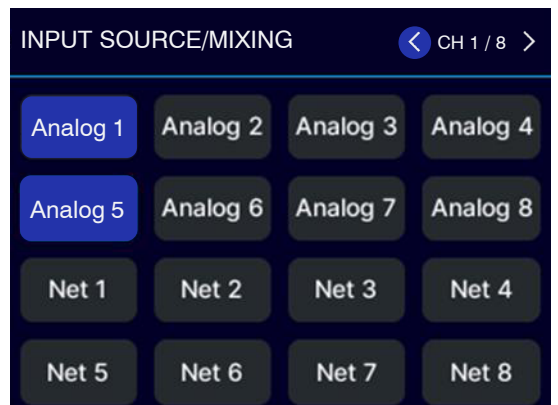 INPUT SOURCE/MIXING CH 1 / 8
Analog 1 Analog 2 Analog 3 Analog 4
Analog 5 Analog 6 Analog 7 Analog 8
Net 1 Net 2 Net 3 Net 4
Net 5 Net 6 Net 7 Net 8